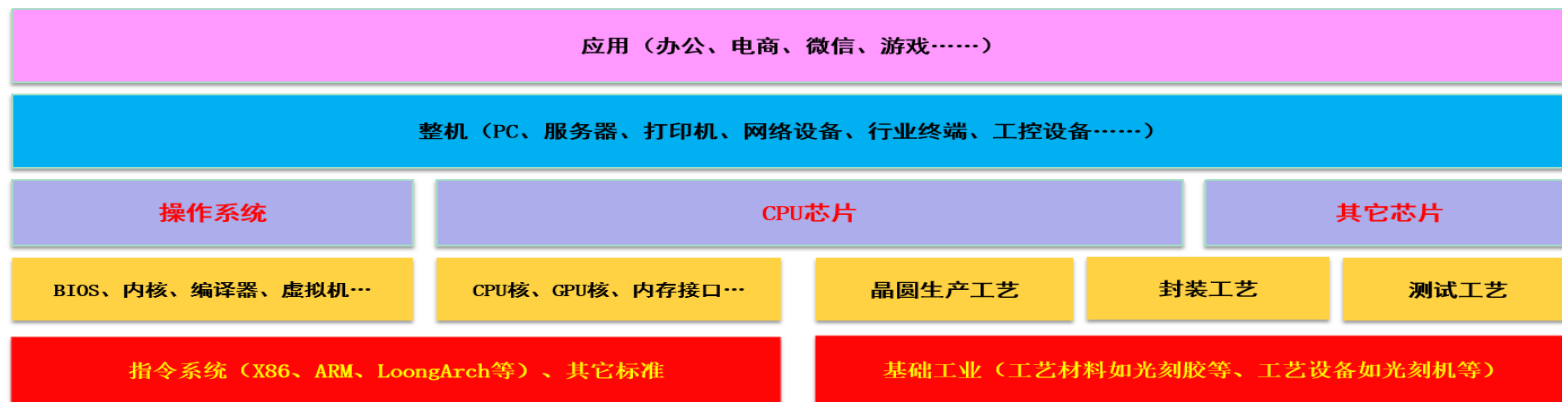 应用（办公、电商、微信、游戏……）
整机（PC、服务器、打印机、网络设备、行业终端、工控设备……）
操作系统
CPU芯片
其它芯片
BIOS、内核、编译器、虚拟机…
CPU核、GPU核、内存接口…
晶圆生产工艺
封装工艺
测试工艺
指令系统（X86、ARM、LoongArch等）、其它标准
基础工业（工艺材料如光刻胶等、工艺设备如光刻机等）